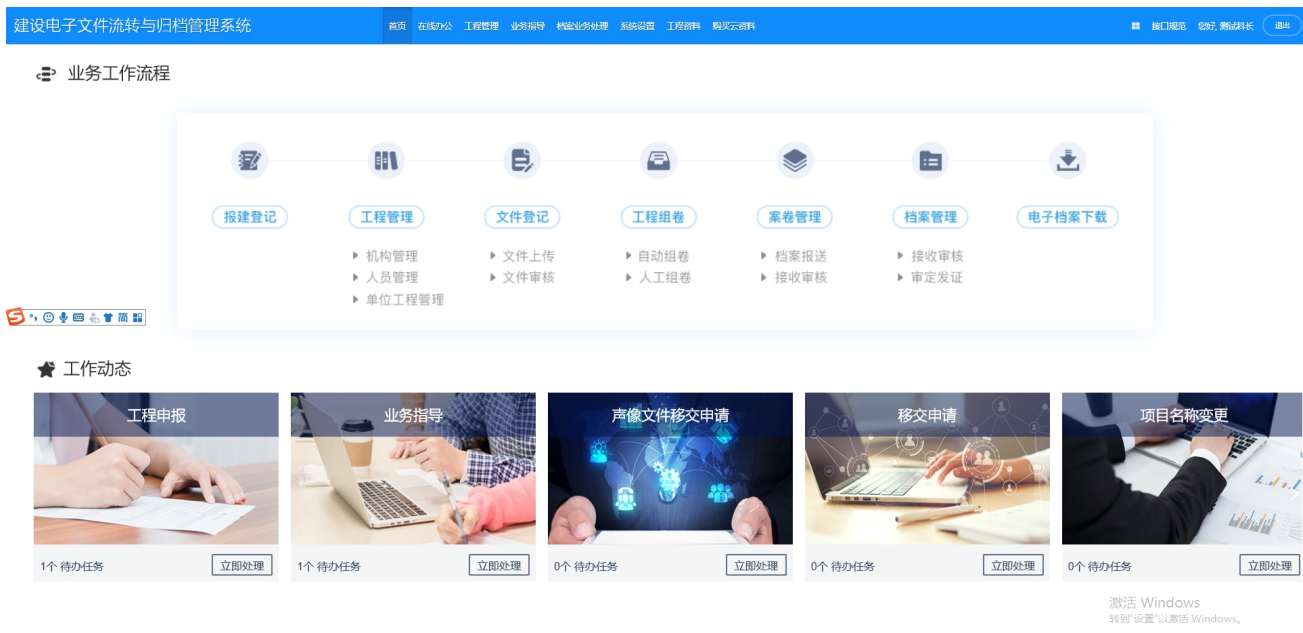 建设电子文件流转与归档管理系统
首页 在线办公 工程管理 业务指导 档案业务处理 系统设置 工程资料 购买云资料
接口规范 您好, 测试科长 退出
业务工作流程
报建登记 工程管理 文件登记 工程组卷 案卷管理 档案管理 电子档案下载
机构管理 文件上传 自动组卷 档案报送 接收审核
人员管理 文件审核 人工组卷 接收审核 审定发证
单位工程管理
简
工作动态
工程申报 业务指导 声像文件移交申请 移交申请 项目名称变更
1个 待办任务 立即处理 1个 待办任务 立即处理 0个 待办任务 立即处理 0个 待办任务 立即处理 0个 待办任务 立即处理
激活 Windows
转到"设置"以激活 Windows。